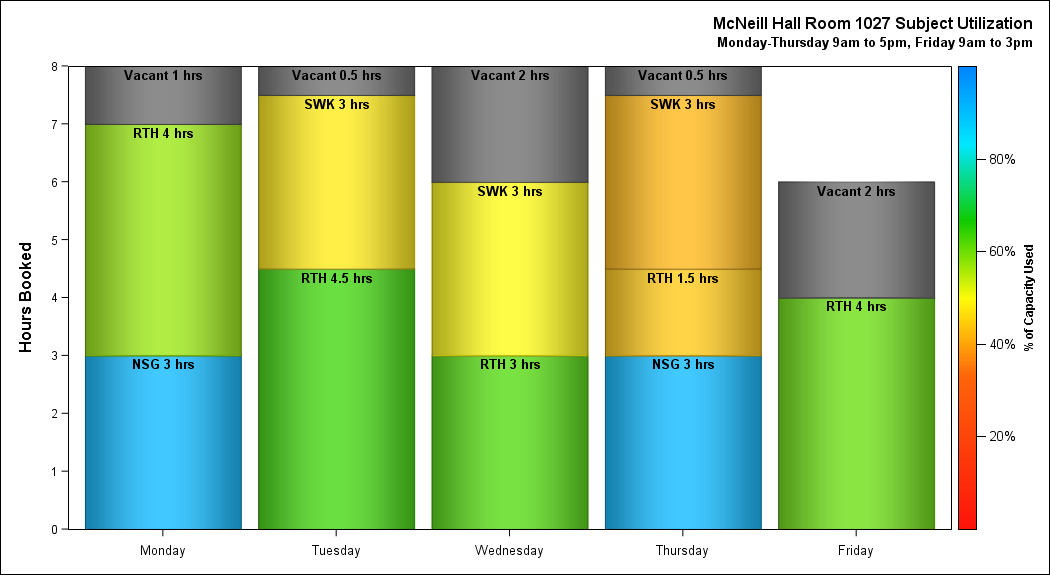 McNeill Hall Room 1027 Subject Utilization
Monday-Thursday 9am to 5pm, Friday 9am to 3pm
Hours Booked
8
7
6
5
4
3
2
1
0
Vacant 1 hrs
RTH 4 hrs
NSG 3 hrs
Vacant 0.5 hrs
SWK 3 hrs
RTH 4.5 hrs
Vacant 2 hrs
SWK 3 hrs
RTH 3 hrs
Vacant 0.5 hrs
SWK 3 hrs
RTH 1.5 hrs
NSG 3 hrs
Vacant 2 hrs
RTH 4 hrs
Monday
Tuesday
Wednesday
Thursday
Friday
80%
60%
40%
20%
% of Capacity Used